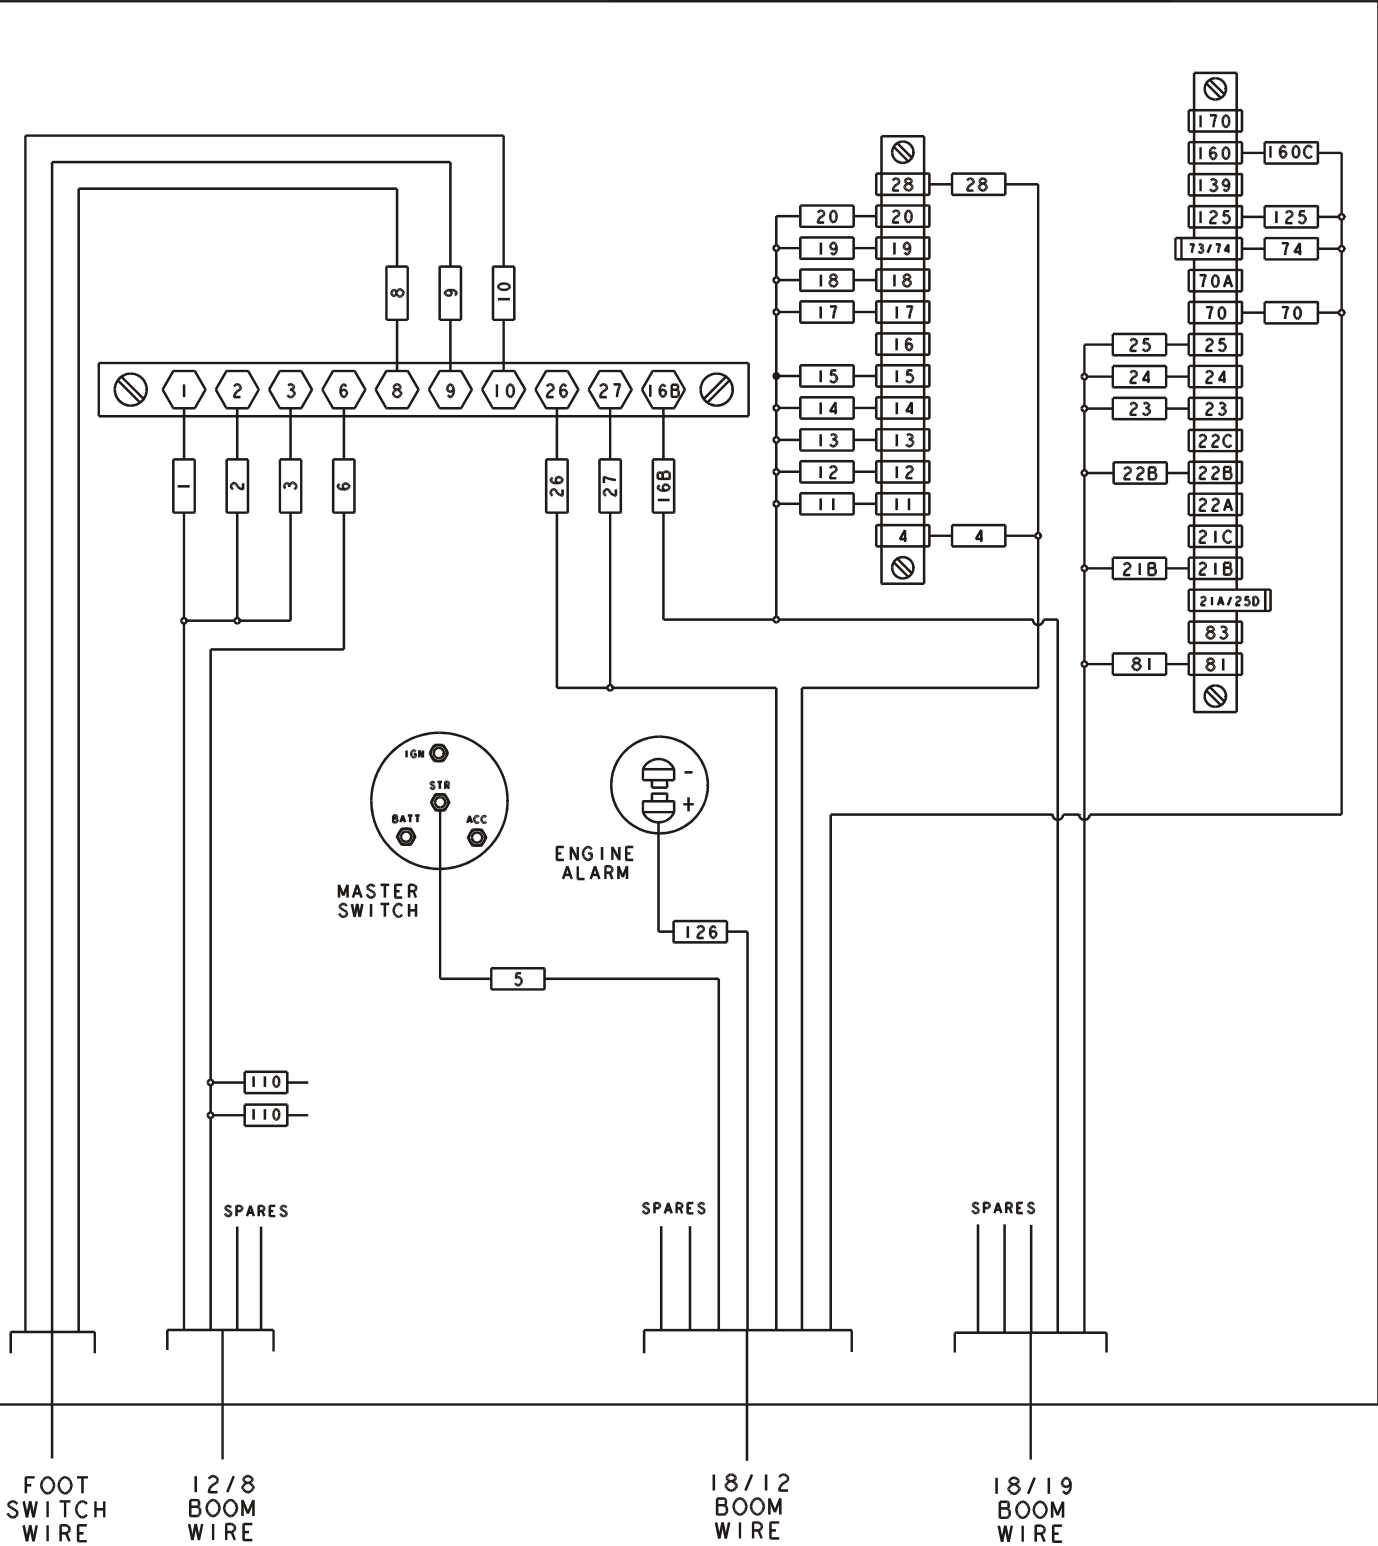 170
160 160C
139
28 28
125 125
20 20
73/74 74
19 19
70A
18 18
8 9 10
70 70
17 17
25 25
16
24 24
15 15
1 2 3 6 8 9 10 26 27 16B
23 23
14 14
22C
13 13
22B 22B
12 12
1 2 3 6 26 27 16B
22A
11 11
21C
4 4
21B 21B
21A/25D
83
81 81
IGN
-
STR
+
BATT ACC
ENGINE
ALARM
MASTER
SWITCH
126
5
110
110
SPARES
SPARES
SPARES
FOOT
SWITCH
WIRE
12/8
BOOM
WIRE
18/12
BOOM
WIRE
18/19
BOOM
WIRE